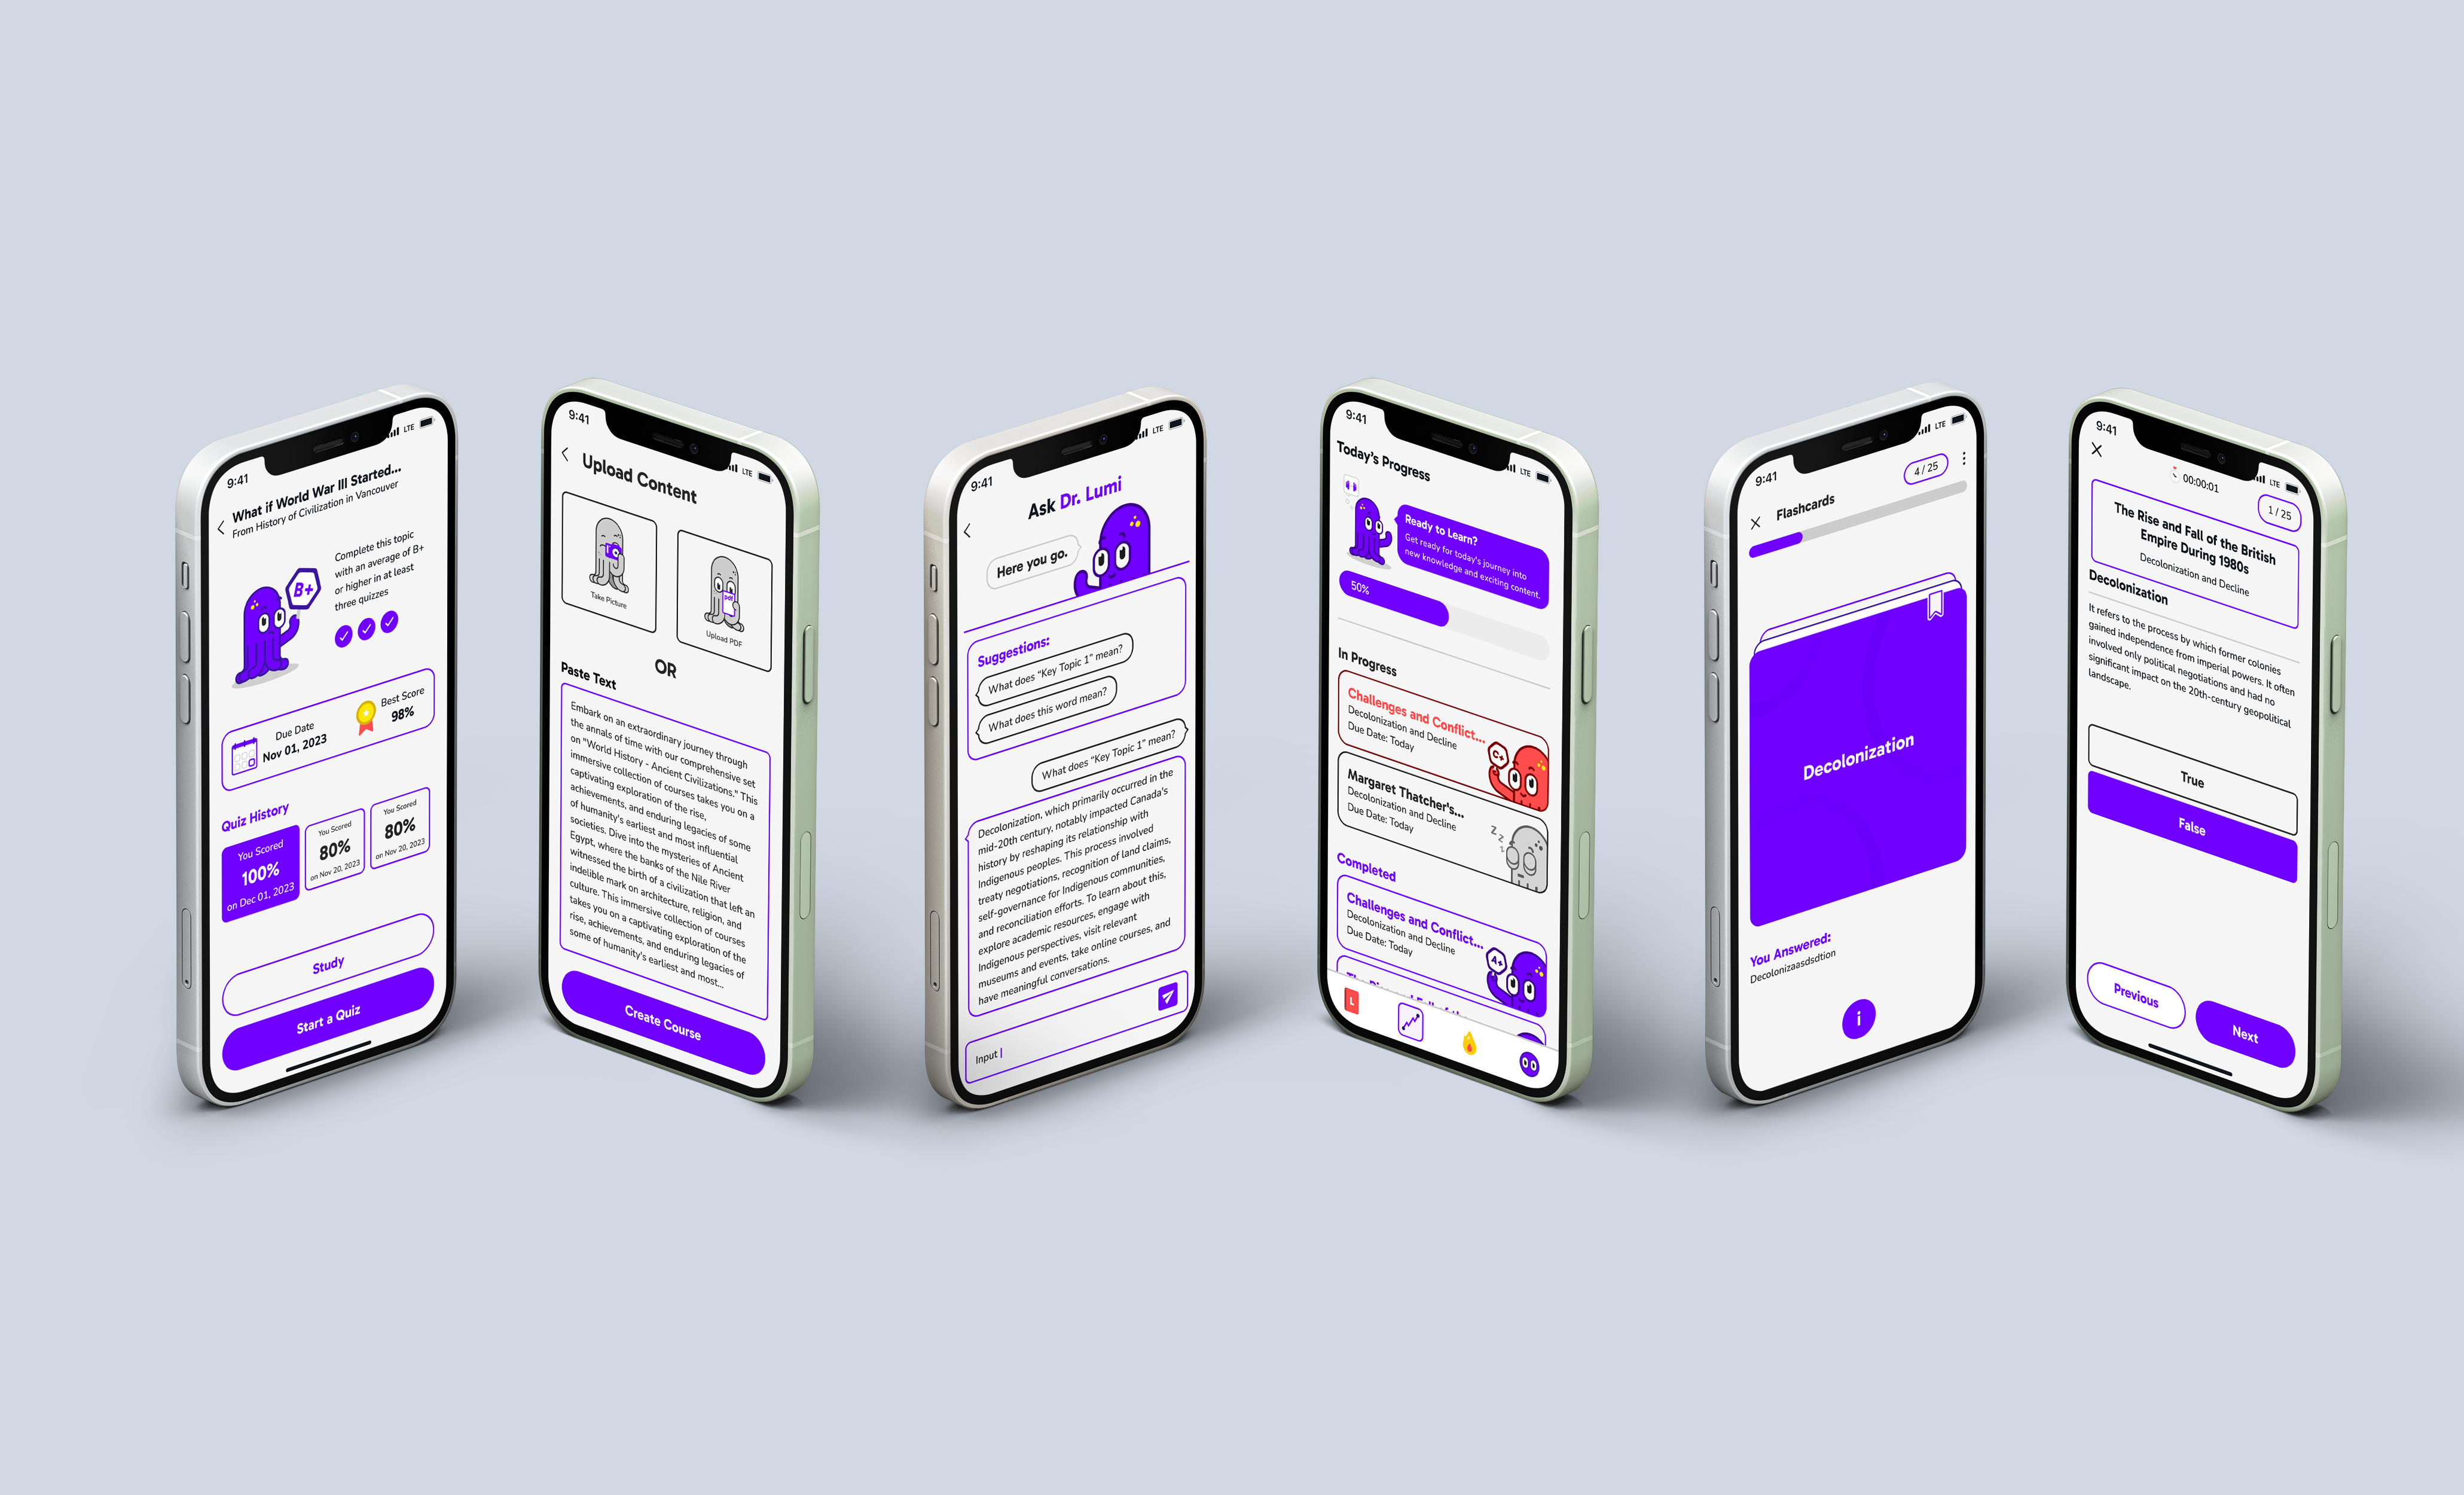 9:41
LTE
What if World War III Started...
From History of Civilization in Vancouver
B+
Complete this topic
with an average of B+
or higher in at least
three quizzes
Due Date
Nov 01, 2023
Best Score
98%
Quiz History
You Scored
100%
on Dec 01, 2023
You Scored
80%
on Nov 20, 2023
You Scored
80%
on Nov 20, 2023
Study
Start a Quiz
9:41
LTE
Upload Content
Take Picture
pdf
Upload PDF
OR
Paste Text
Embark on an extraordinary journey through
the annals of time with our comprehensive set
on "World History - Ancient Civilizations." This
immersive collection of courses takes you on a
captivating exploration of the rise,
achievements, and enduring legacies of some
of humanity's earliest and most influential
societies. Dive into the mysteries of Ancient
Egypt, where the banks of the Nile River
witnessed the birth of a civilization that left an
indelible mark on architecture, religion, and
culture. This immersive collection of courses
takes you on a captivating exploration of the
rise, achievements, and enduring legacies of
some of humanity's earliest and most...
Create Course
9:41
LTE
Ask Dr. Lumi
Here you go.
Suggestions:
What does "Key Topic 1" mean?
What does this word mean?
What does "Key Topic 1" mean?
Decolonization, which primarily occurred in the
mid-20th century, notably impacted Canada's
history by reshaping its relationship with
Indigenous peoples. This process involved
treaty negotiations, recognition of land claims,
self-governance for Indigenous communities,
and reconciliation efforts. To learn about this,
explore academic resources, engage with
Indigenous perspectives, visit relevant
museums and events, take online courses, and
have meaningful conversations.
Input |
9:41
LTE
Today's Progress
Ready to Learn?
Get ready for today's journey into
new knowledge and exciting content.
50%
In Progress
Challenges and Conflict...
Decolonization and Decline
Due Date: Today
C+
Margaret Thatcher's...
Decolonization and Decline
Due Date: Today
Z Z Z
Completed
Challenges and Conflict...
Decolonization and Decline
Due Date: Today
A+
L
9:41
LTE
Flashcards
4 / 25
Decolonization
You Answered:
Decolonizaasdsdtion
i
9:41
LTE
00:00:01
1 / 25
The Rise and Fall of the British
Empire During 1980s
Decolonization and Decline
Decolonization
It refers to the process by which former colonies
gained independence from imperial powers. It often
involved only political negotiations and had no
significant impact on the 20th-century geopolitical
landscape.
True
False
Previous
Next